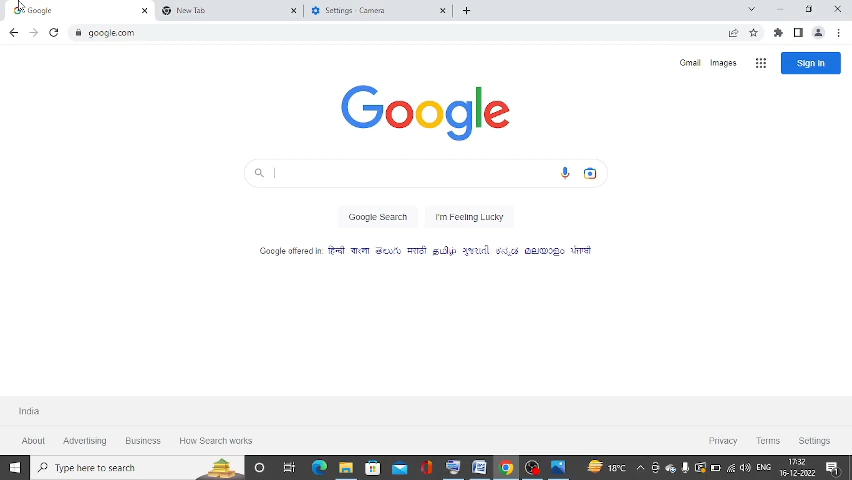 Google New Tab Settings - Camera
google.com
Gmail Images Sign in
Google
Google Search I'm Feeling Lucky
Google offered in: हिन्दी বাংলা తెలుగు मराठी தமிழ் ગુજરાતી ಕನ್ನಡ മലയാളം ਪੰਜਾਬੀ
India
About Advertising Business How Search works Privacy Terms Settings
Type here to search 18°C ENG 17:32
16-12-2022